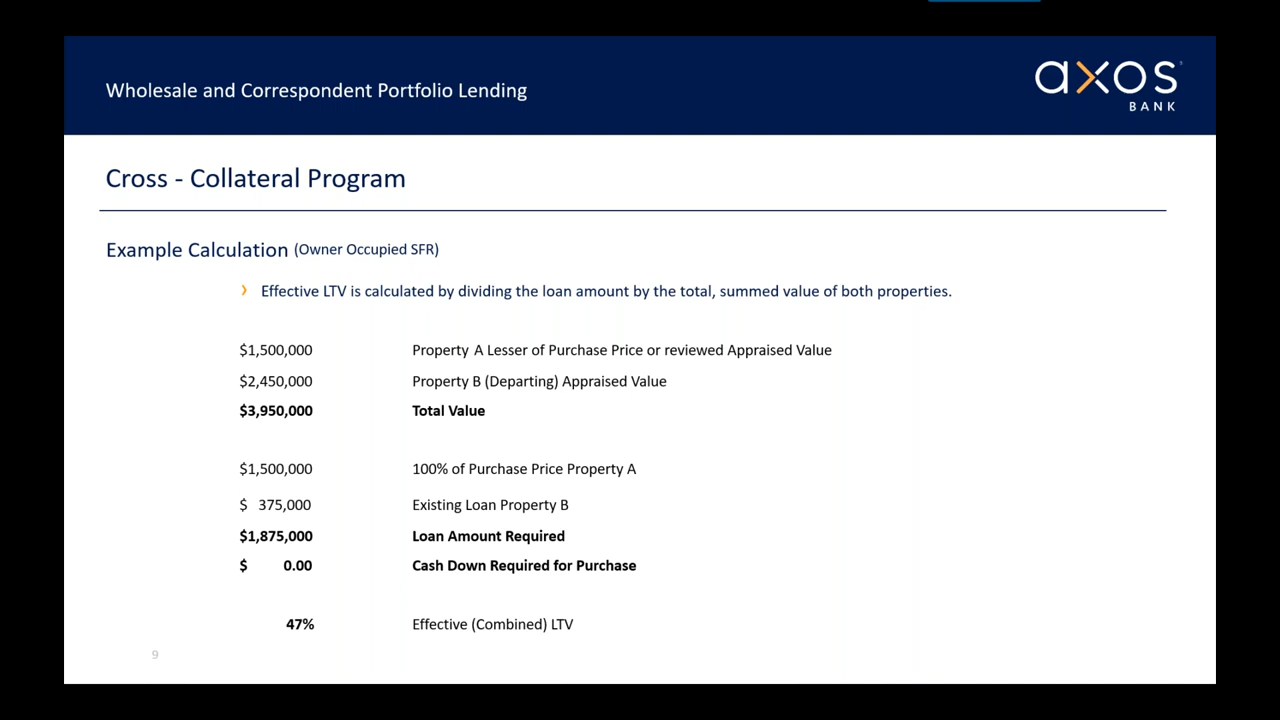 Wholesale and Correspondent Portfolio Lending
axos
BANK
Cross - Collateral Program
Example Calculation (Owner Occupied SFR)
› Effective LTV is calculated by dividing the loan amount by the total, summed value of both properties.
$1,500,000 Property A Lesser of Purchase Price or reviewed Appraised Value
$2,450,000 Property B (Departing) Appraised Value
$3,950,000 Total Value
$1,500,000 100% of Purchase Price Property A
$ 375,000 Existing Loan Property B
$1,875,000 Loan Amount Required
$ 0.00 Cash Down Required for Purchase
47% Effective (Combined) LTV
9